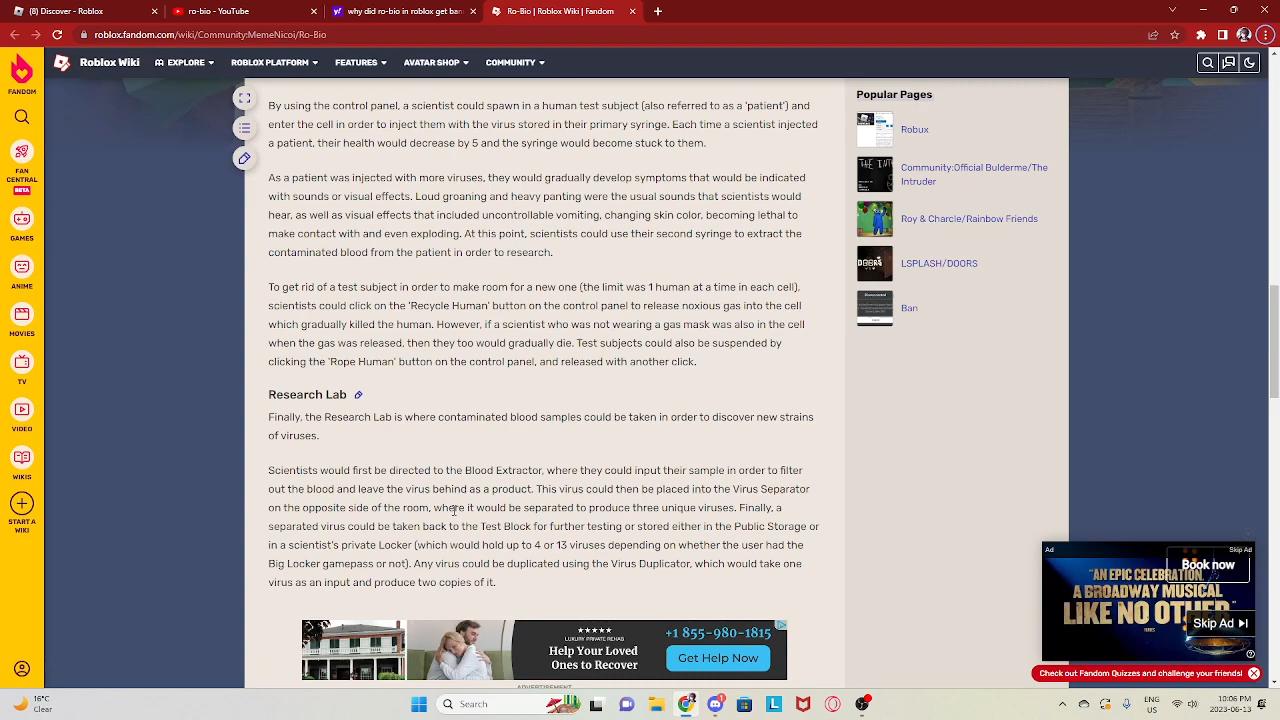 (8) Discover - Roblox
robo - YouTube
why did ro-bio in roblox get ban
Ro-Bio | Roblox Wiki | Fandom
roblox.fandom.com/wiki/Community:MemeNicoi/Ro-Bio
FANDOM
FAN CENTRAL
BETA
GAMES
ANIME
MOVIES
TV
VIDEO
WIKIS
START A WIKI
Roblox Wiki
EXPLORE
ROBLOX PLATFORM
FEATURES
AVATAR SHOP
COMMUNITY
By using the control panel, a scientist could spawn in a human test subject (also referred to as a 'patient') and
enter the cell in order to inject them with the virus stored in their primary syringe. Each time a scientist injected
a patient, their health would decrease by 5 and the syringe would become stuck to them.
As a patient was injected with more viruses, they would gradually develop symptoms that would be indicated
with sounds or visual effects. The groaning and heavy panting were the usual sounds that scientists would
hear, as well as visual effects that included uncontrollable vomiting, changing skin color, becoming lethal to
make contact with and even exploding. At this point, scientists could use their second syringe to extract the
contaminated blood from the patient in order to research.
To get rid of a test subject in order to make room for a new one (the limit was 1 human at a time in each cell),
scientists could click on the 'Recycle Human' button on the control panel to release noxious gas into the cell
which gradually killed the human. However, if a scientist who was not wearing a gas mask was also in the cell
when the gas was released, then they too would gradually die. Test subjects could also be suspended by
clicking the 'Rope Human' button on the control panel, and released with another click.
Research Lab
Finally, the Research Lab is where contaminated blood samples could be taken in order to discover new strains
of viruses.
Scientists would first be directed to the Blood Extractor, where they could input their sample in order to filter
out the blood and leave the virus behind as a product. This virus could then be placed into the Virus Separator
on the opposite side of the room, where it would be separated to produce three unique viruses. Finally, a
separated virus could be taken back to the Test Block for further testing or stored either in the Public Storage or
in a scientist's private Locker (which would hold up to 4 or 13 viruses depending on whether the user had the
Big Locker gamepass or not). Any virus could be duplicated using the Virus Duplicator, which would take one
virus as an input and produce two copies of it.
Popular Pages
Robux
Community:Official Bulderme/The
Intruder
Roy & Charcle/Rainbow Friends
LSPLASH/DOORS
Ban
LUXURY PRIVATE REHAB
Help Your Loved
Ones to Recover
+1 855-980-1815
Get Help Now
ADVERTISEMENT
Ad
Skip Ad
Book now
"AN EPIC CELEBRATION.
A BROADWAY MUSICAL
LIKE NO OTHER."
Skip Ad
Check out Fandom Quizzes and challenge your friends!
16°C
Clear
Search
ENG
US
10:06 PM
2023-06-13